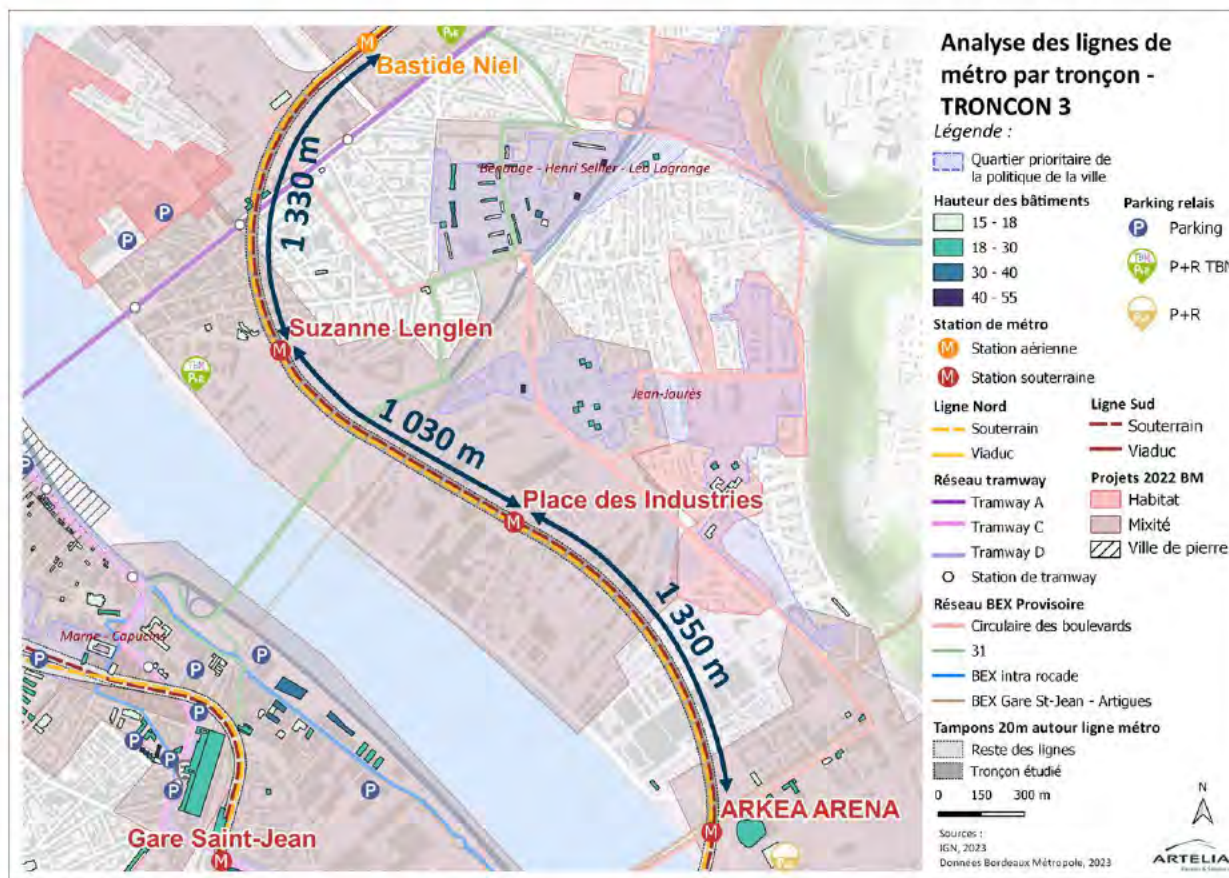 Bastide Niel
1 330 m
Benauge - Henri Sellier - Léo Lagrange
Suzanne Lenglen
TBM
P+R
1 030 m
Jean-Jaurès
Place des Industries
1 350 m
Marne - Capucins
Gare Saint-Jean
ARKEA ARENA
Analyse des lignes de
métro par tronçon -
TRONCON 3
Légende :
Quartier prioritaire de
la politique de la ville
Hauteur des bâtiments
15 - 18
18 - 30
30 - 40
40 - 55
Parking relais
P Parking
P+R TBM
P+R
Station de métro
M Station aérienne
M Station souterraine
Ligne Nord
Souterrain
Viaduc
Ligne Sud
Souterrain
Viaduc
Réseau tramway
Tramway A
Tramway C
Tramway D
Station de tramway
Projets 2022 BM
Habitat
Mixité
Ville de pierre
Réseau BEX Provisoire
Circulaire des boulevards
31
BEX intra rocade
BEX Gare St-Jean - Artigues
Tampons 20m autour ligne métro
Reste des lignes
Tronçon étudié
0 150 300 m
N
Sources :
IGN, 2023
Données Bordeaux Métropole, 2023
ARTELIA